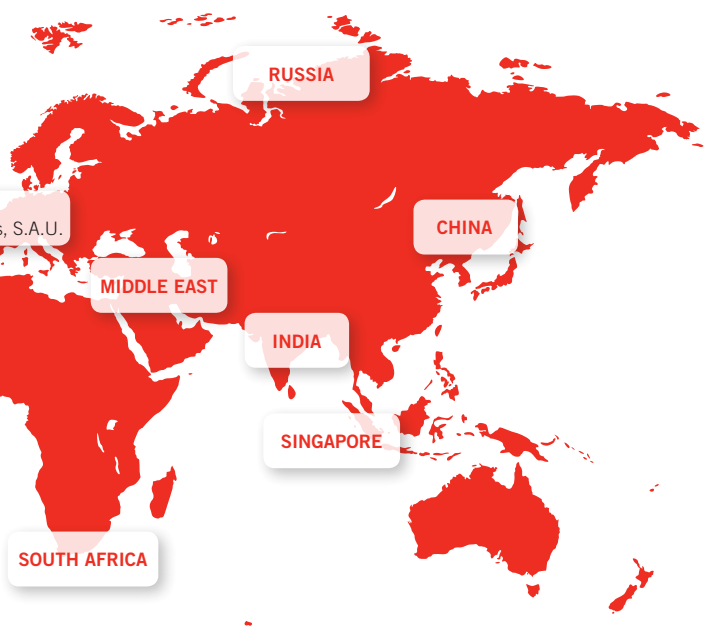 RUSSIA
S.A.U.
CHINA
MIDDLE EAST
INDIA
SINGAPORE
SOUTH AFRICA